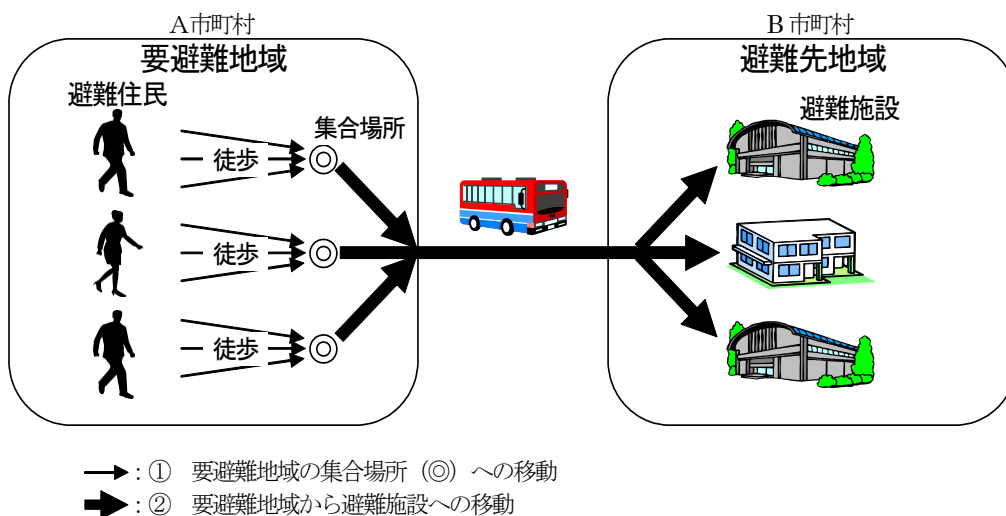 A市町村
B市町村
要避難地域
避難先地域
避難住民
避難施設
集合場所
徒歩
徒歩
徒歩
：① 要避難地域の集合場所（◎）への移動
：② 要避難地域から避難施設への移動